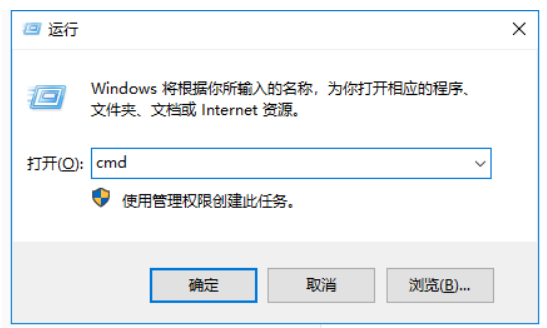 运行
Windows 将根据你所输入的名称，为你打开相应的程序、
文件夹、文档或 Internet 资源。
打开(O): cmd
使用管理权限创建此任务。
确定 取消 浏览(B)...